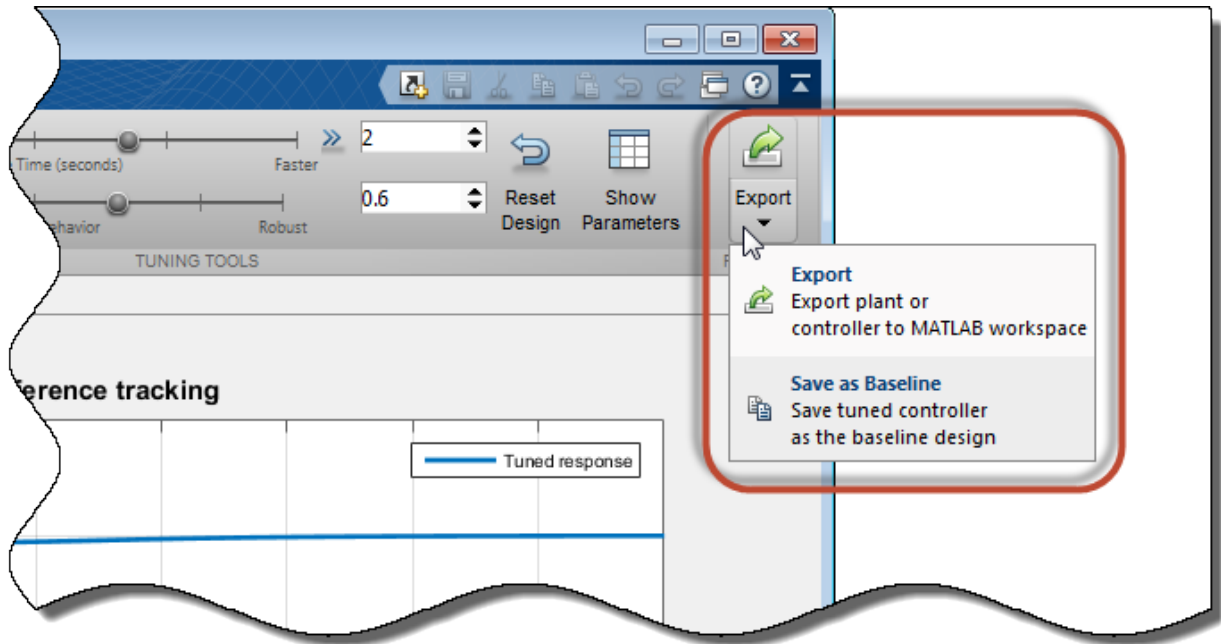 2
Time (seconds)
Faster
0.6
Reset
Design
Show
Parameters
Export
Robust
TUNING TOOLS
Export
Export plant or
controller to MATLAB workspace
Save as Baseline
Save tuned controller
as the baseline design
tracking
Tuned response